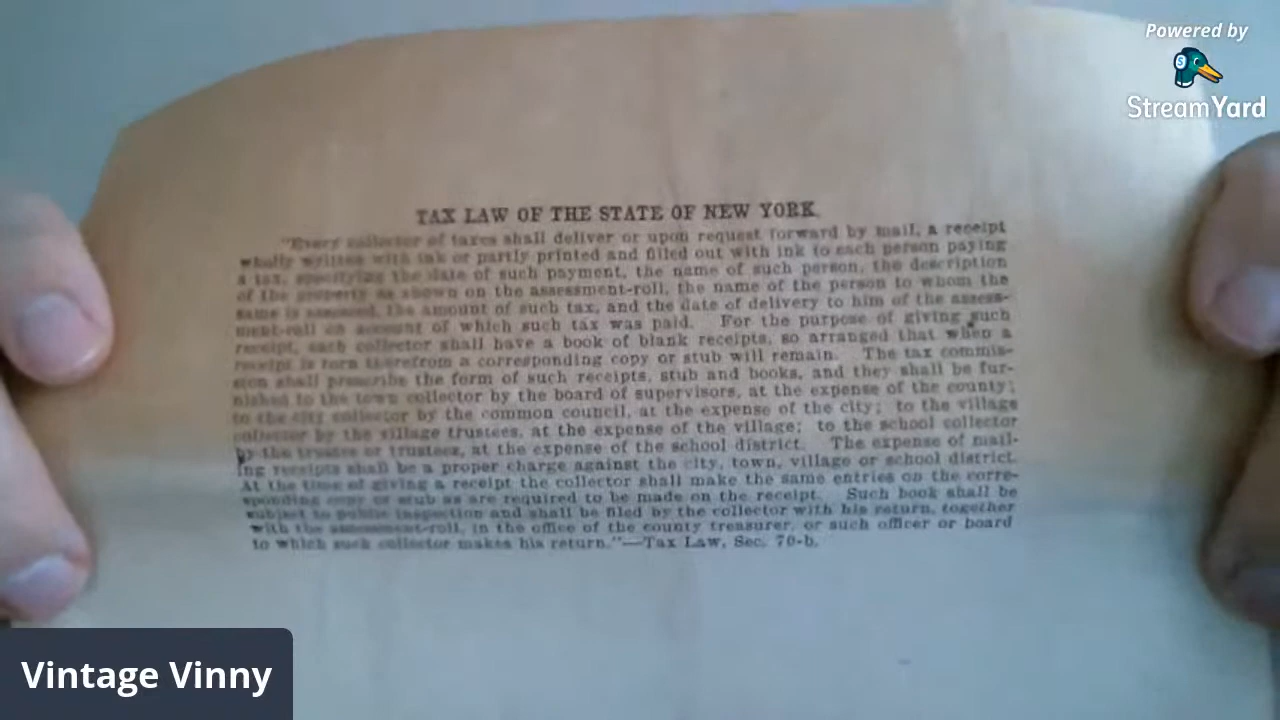 Powered by
StreamYard
TAX LAW OF THE STATE OF NEW YORK.
"Every collector of taxes shall deliver or upon request forward by mail, a receipt
wholly written with ink or partly printed and filled out with ink to each person paying
a tax, specifying the date of such payment, the name of such person, the description
of the property as shown on the assessment-roll, the name of the person to whom the
same is assessed, the amount of such tax, and the date of delivery to him of the assess-
ment-roll on account of which such tax was paid. For the purpose of giving such
receipt, each collector shall have a book of blank receipts, so arranged that when a
receipt is torn therefrom a corresponding copy or stub will remain. The tax commis-
sion shall prescribe the form of such receipts, stub and books, and they shall be fur-
nished to the town collector by the board of supervisors, at the expense of the county;
to the city collector by the common council, at the expense of the city; to the village
collector by the village trustees, at the expense of the village; to the school collector
by the trustee or trustees, at the expense of the school district. The expense of mail-
ing receipts shall be a proper charge against the city, town, village or school district.
At the time of giving a receipt the collector shall make the same entries on the corre-
sponding copy or stub as are required to be made on the receipt. Such book shall be
subject to public inspection and shall be filed by the collector with his return, together
with the assessment-roll, in the office of the county treasurer, or such officer or board
to which such collector makes his return."—Tax Law, Sec. 70-b.
Vintage Vinny